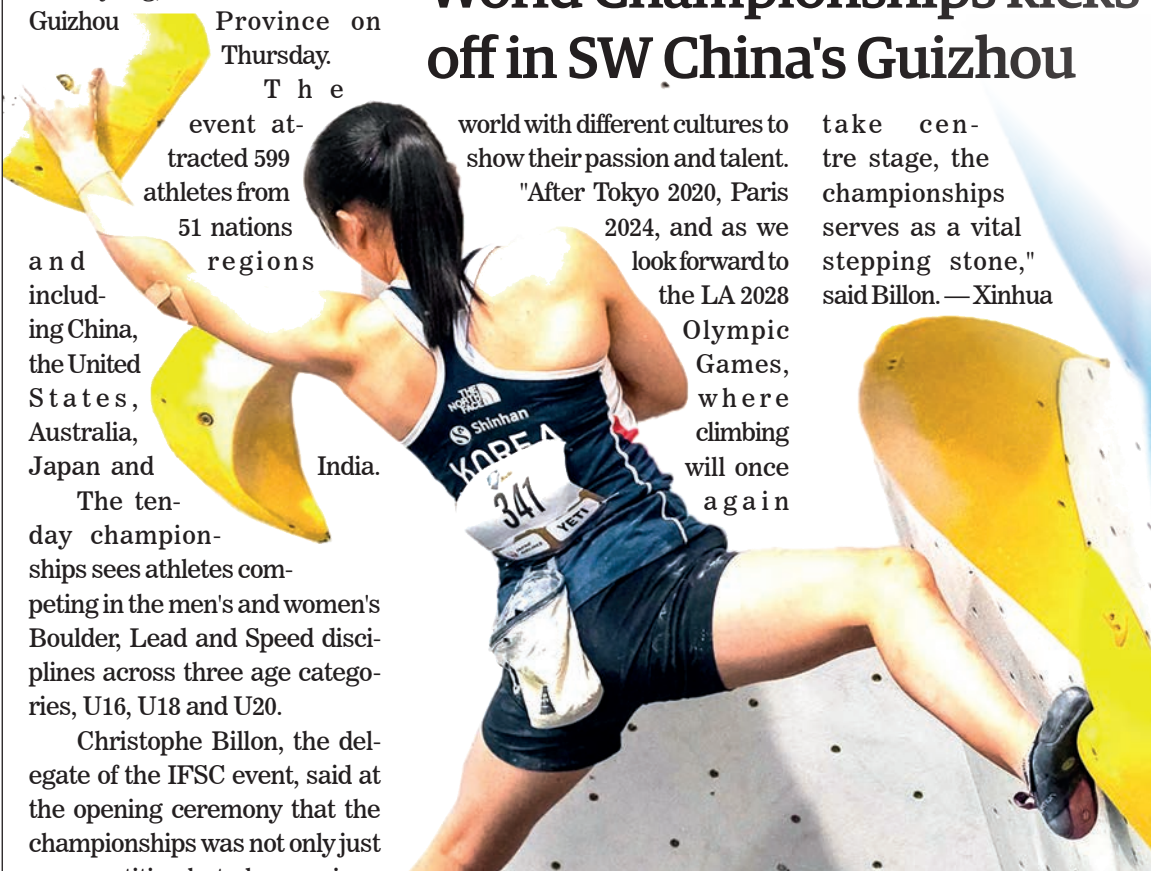 World Championships kicks
off in SW China's Guizhou
Guizhou Province on
Thursday.
The
event at-
tracted 599
athletes from
51 nations
and regions
includ-
ing China,
the United
States,
Australia,
Japan and India.
The ten-
day champion-
ships sees athletes com-
peting in the men's and women's
Boulder, Lead and Speed disci-
plines across three age catego-
ries, U16, U18 and U20.
Christophe Billon, the del-
egate of the IFSC event, said at
the opening ceremony that the
championships was not only just
world with different cultures to
show their passion and talent.
"After Tokyo 2020, Paris
2024, and as we
look forward to
the LA 2028
Olympic
Games,
where
climbing
will once
again
take cen-
tre stage, the
championships
serves as a vital
stepping stone,"
said Billon. — Xinhua
THE
NORTH
FACE
Shinhan
KOREA
341
YETI